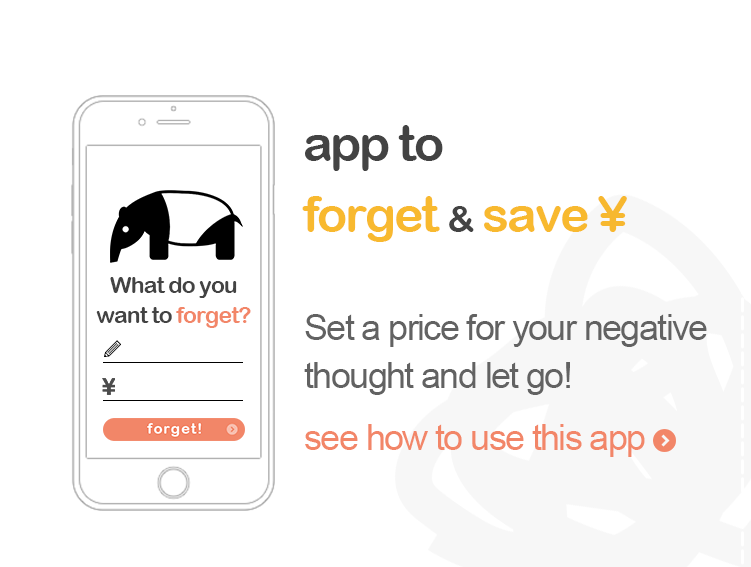 What do you
want to forget?
¥
forget!
app to
forget & save ¥
Set a price for your negative
thought and let go!
see how to use this app